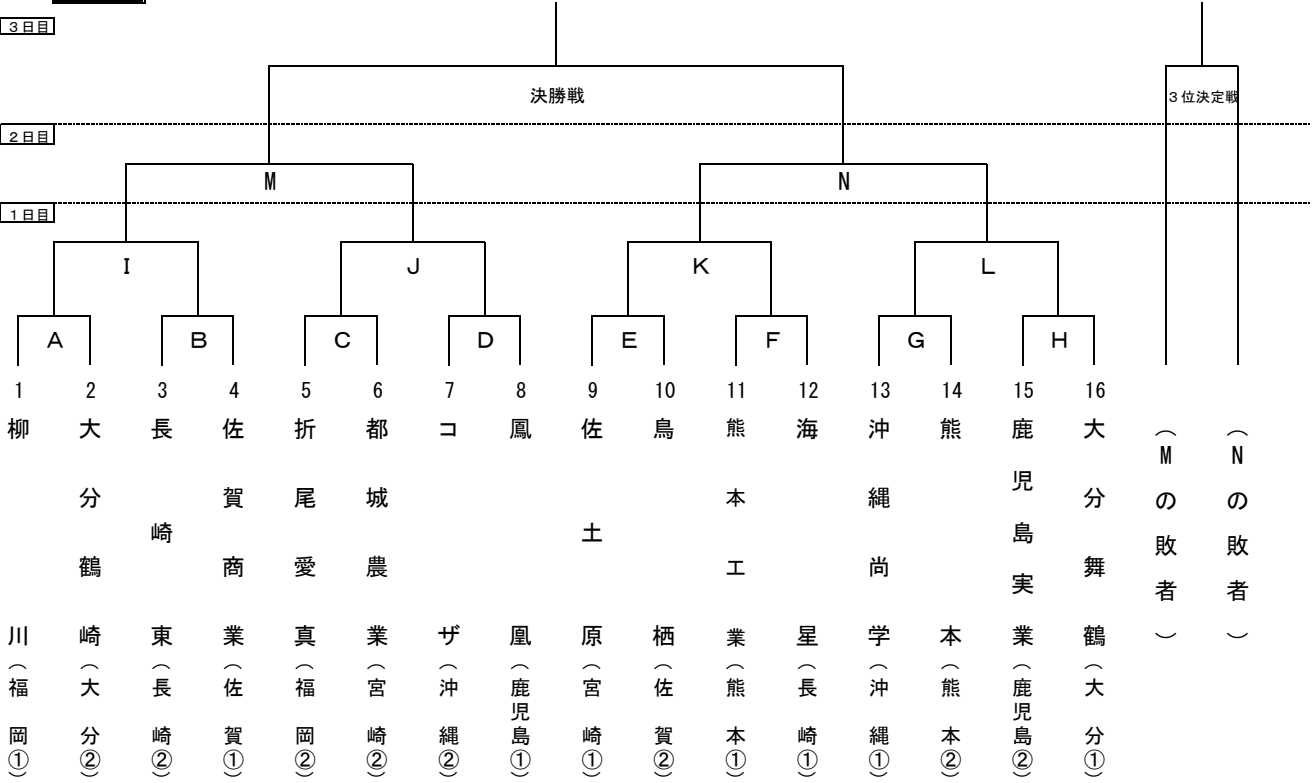 ３日目
決勝戦
３位決定戦
２日目
M
N
１日目
I
J
K
L
A
B
C
D
E
F
G
H
1
2
3
4
5
6
7
8
9
10
11
12
13
14
15
16
柳川（福岡①）
大分鶴崎（大分②）
長崎東（長崎②）
佐賀商業（佐賀①）
折尾愛真（福岡②）
都城農業（宮崎②）
コザ（沖縄②）
鳳凰（鹿児島①）
佐土原（宮崎①）
鳥栖（佐賀②）
熊本工業（熊本①）
海星（長崎①）
沖縄尚学（沖縄①）
熊本（熊本②）
鹿児島実業（鹿児島②）
大分舞鶴（大分①）
（Mの敗者）
（Nの敗者）